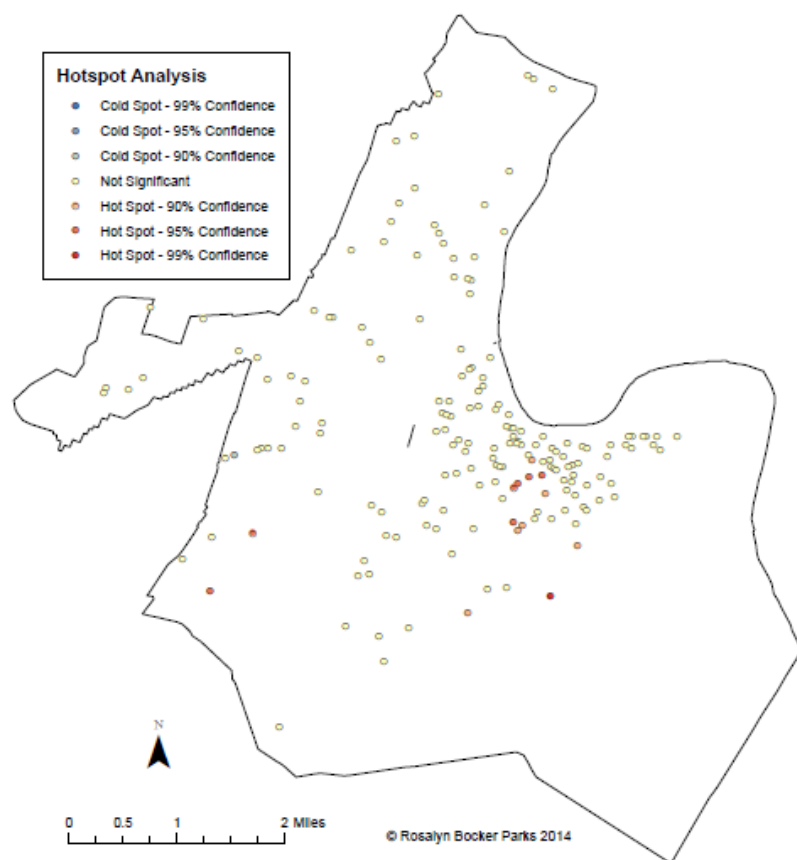 Hotspot Analysis
Cold Spot - 99% Confidence
Cold Spot - 95% Confidence
Cold Spot - 90% Confidence
Not Significant
Hot Spot - 90% Confidence
Hot Spot - 95% Confidence
Hot Spot - 99% Confidence
N
0 0.5 1 2 Miles
© Rosalyn Bocker Parks 2014